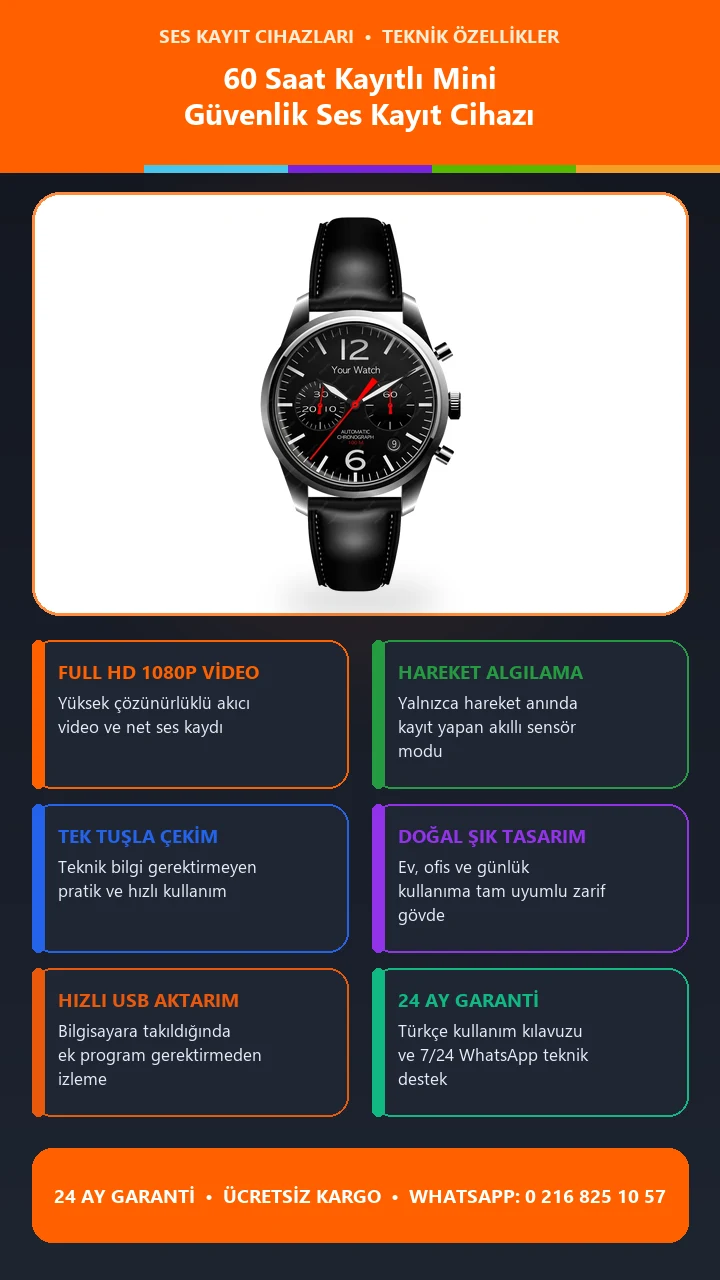 SES KAYIT CIHAZLARI • TEKNİK ÖZELLİKLER
60 Saat Kayıtlı Mini
Güvenlik Ses Kayıt Cihazı
12
Your Watch
30
60
20
10
AUTOMATIC
CHRONOGRAPH
9
6
FULL HD 1080P VİDEO
Yüksek çözünürlüklü akıcı
video ve net ses kaydı
HAREKET ALGILAMA
Yalnızca hareket anında
kayıt yapan akıllı sensör
modu
TEK TUŞLA ÇEKİM
Teknik bilgi gerektirmeyen
pratik ve hızlı kullanım
DOĞAL ŞIK TASARIM
Ev, ofis ve günlük
kullanıma tam uyumlu zarif
gövde
HIZLI USB AKTARIM
Bilgisayara takıldığında
ek program gerektirmeden
izleme
24 AY GARANTİ
Türkçe kullanım kılavuzu
ve 7/24 WhatsApp teknik
destek
24 AY GARANTİ • ÜCRETSİZ KARGO • WHATSAPP: 0 216 825 10 57